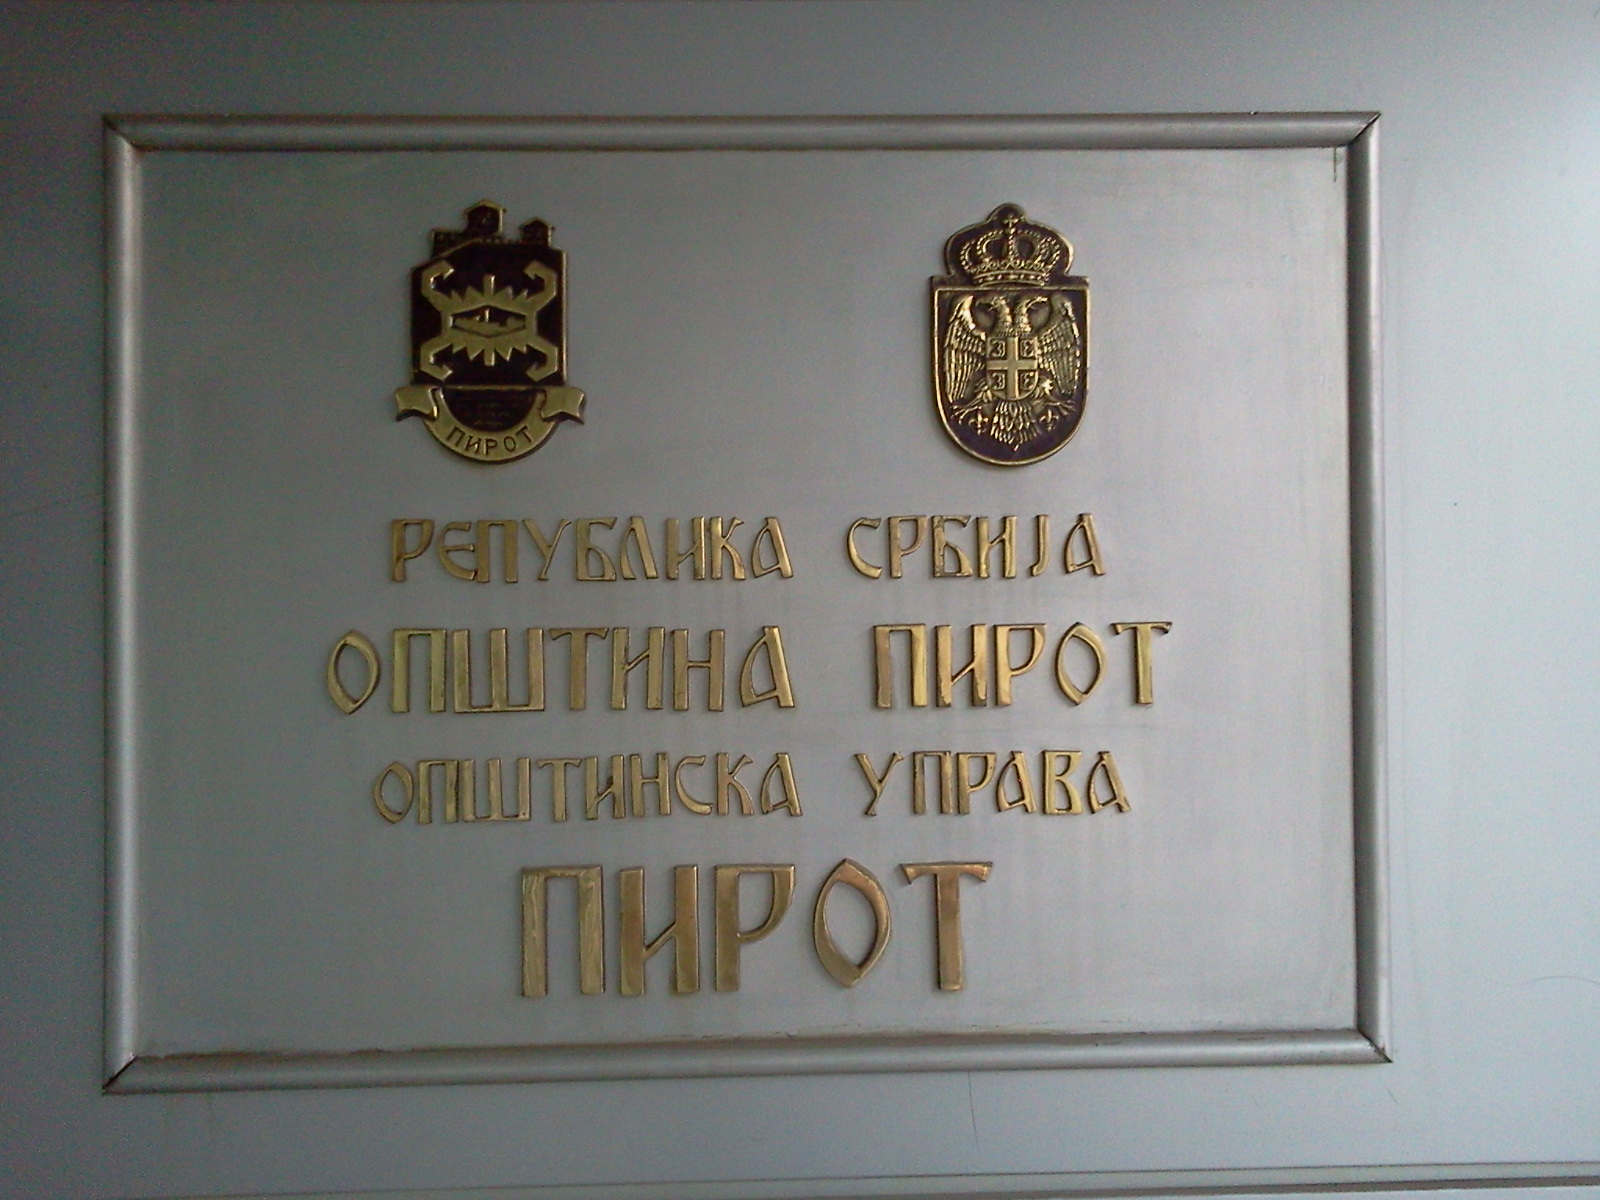 ПИРОТ
РЕПУБЛИКА СРБИЈА
ОПШТИНА ПИРОТ
ОПШТИНСКА УПРАВА
ПИРОТ